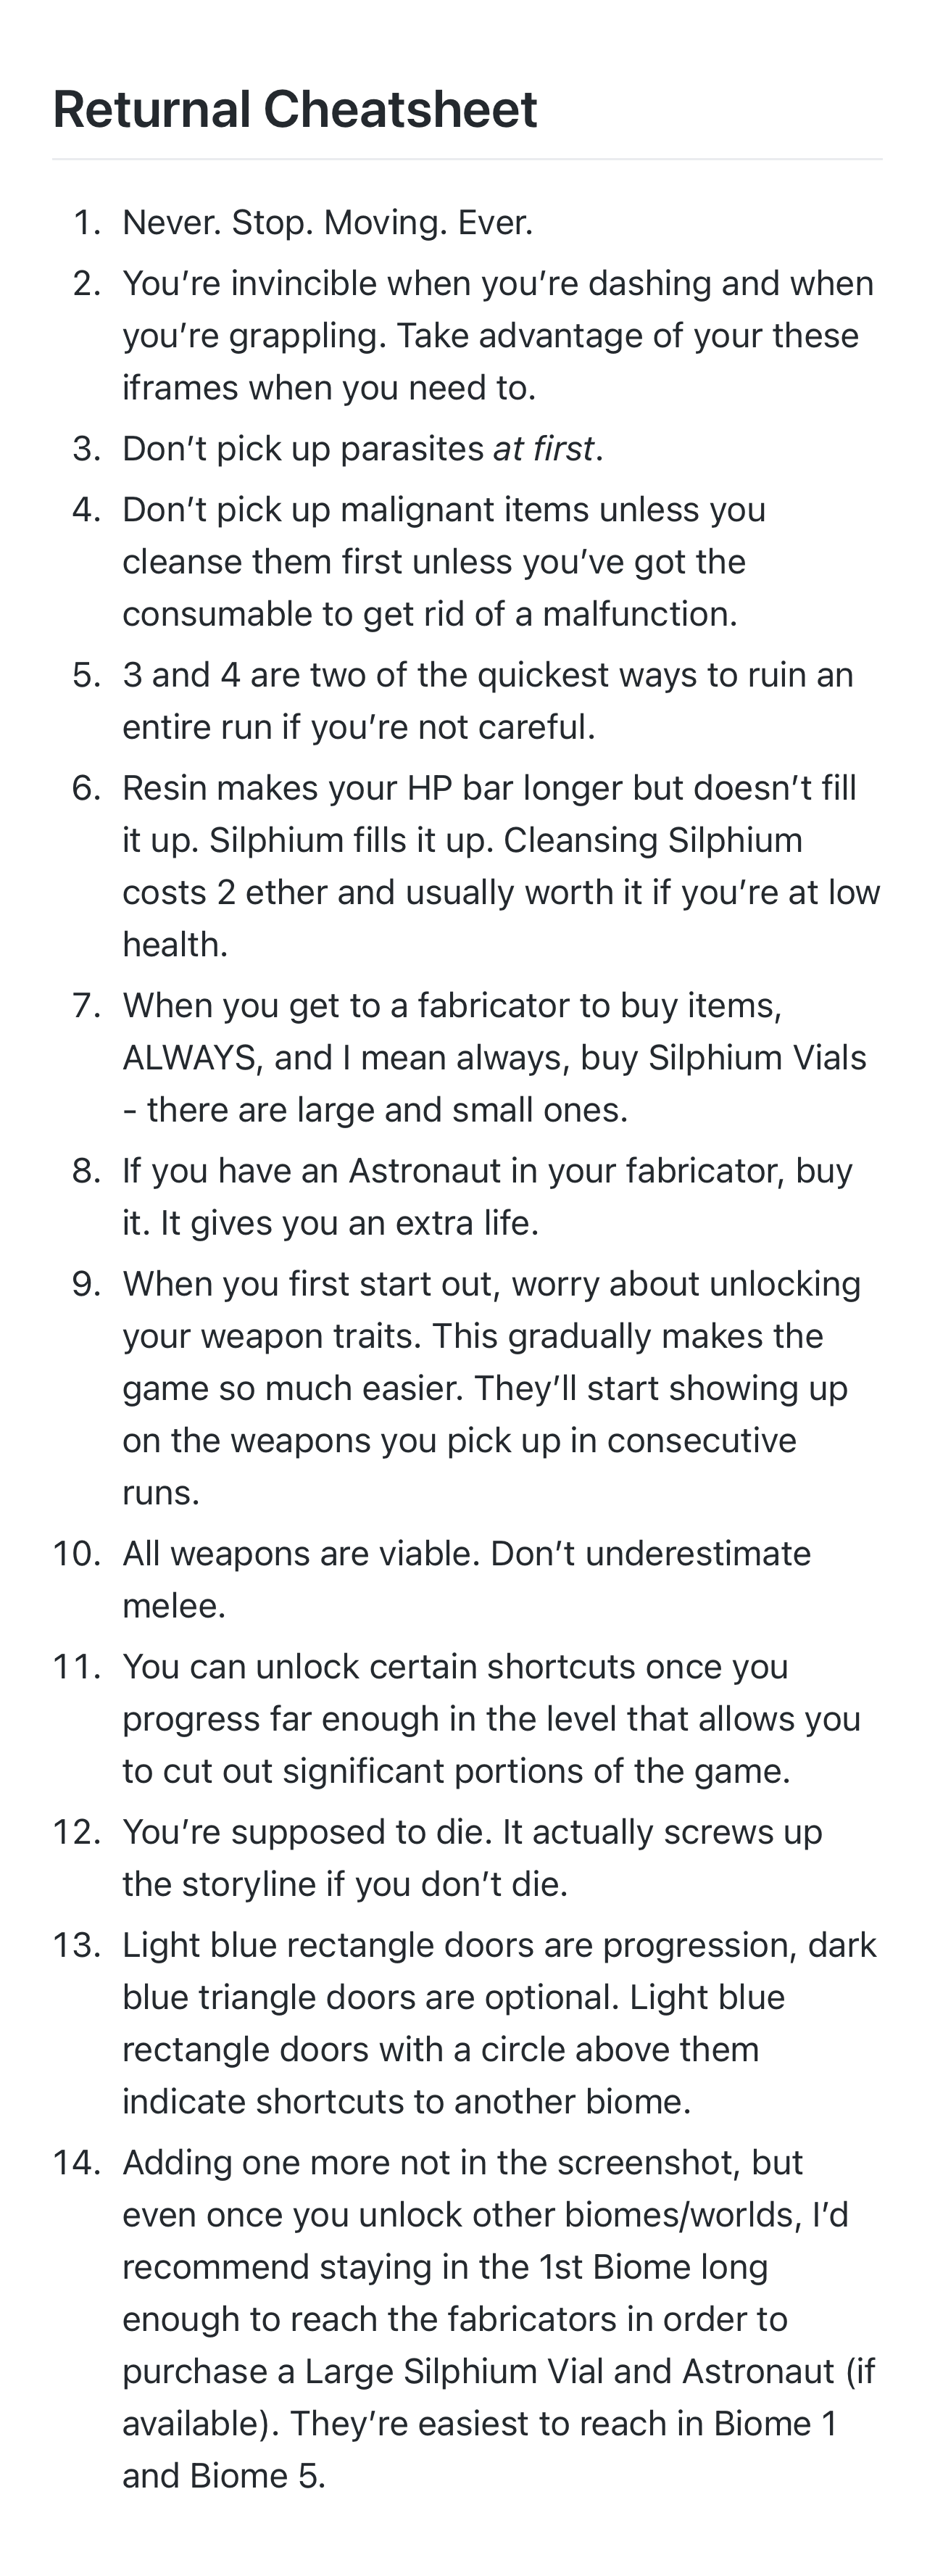 Returnal Cheatsheet
1. Never. Stop. Moving. Ever.
2. You’re invincible when you’re dashing and when
you’re grappling. Take advantage of your these
iframes when you need to.
3. Don’t pick up parasites at first.
4. Don’t pick up malignant items unless you
cleanse them first unless you’ve got the
consumable to get rid of a malfunction.
5. 3 and 4 are two of the quickest ways to ruin an
entire run if you’re not careful.
6. Resin makes your HP bar longer but doesn’t fill
it up. Silphium fills it up. Cleansing Silphium
costs 2 ether and usually worth it if you’re at low
health.
7. When you get to a fabricator to buy items,
ALWAYS, and I mean always, buy Silphium Vials
- there are large and small ones.
8. If you have an Astronaut in your fabricator, buy
it. It gives you an extra life.
9. When you first start out, worry about unlocking
your weapon traits. This gradually makes the
game so much easier. They’ll start showing up
on the weapons you pick up in consecutive
runs.
10. All weapons are viable. Don’t underestimate
melee.
11. You can unlock certain shortcuts once you
progress far enough in the level that allows you
to cut out significant portions of the game.
12. You’re supposed to die. It actually screws up
the storyline if you don’t die.
13. Light blue rectangle doors are progression, dark
blue triangle doors are optional. Light blue
rectangle doors with a circle above them
indicate shortcuts to another biome.
14. Adding one more not in the screenshot, but
even once you unlock other biomes/worlds, I’d
recommend staying in the 1st Biome long
enough to reach the fabricators in order to
purchase a Large Silphium Vial and Astronaut (if
available). They’re easiest to reach in Biome 1
and Biome 5.